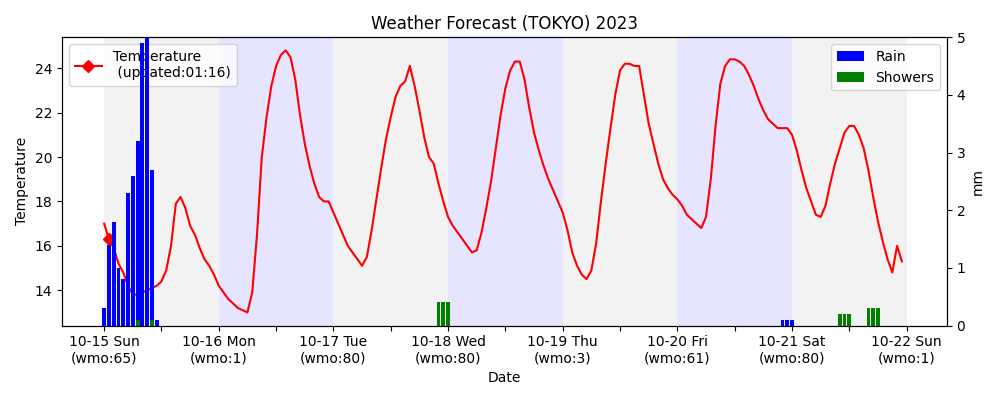 Weather Forecast (TOKYO) 2023
Temperature
(updated:01:16)
Rain
Showers
Temperature
24
22
20
18
16
14
5
4
3
2
1
0
mm
10-15 Sun
(wmo:65)
10-16 Mon
(wmo:1)
10-17 Tue
(wmo:80)
10-18 Wed
(wmo:80)
10-19 Thu
(wmo:3)
10-20 Fri
(wmo:61)
10-21 Sat
(wmo:80)
10-22 Sun
(wmo:1)
Date